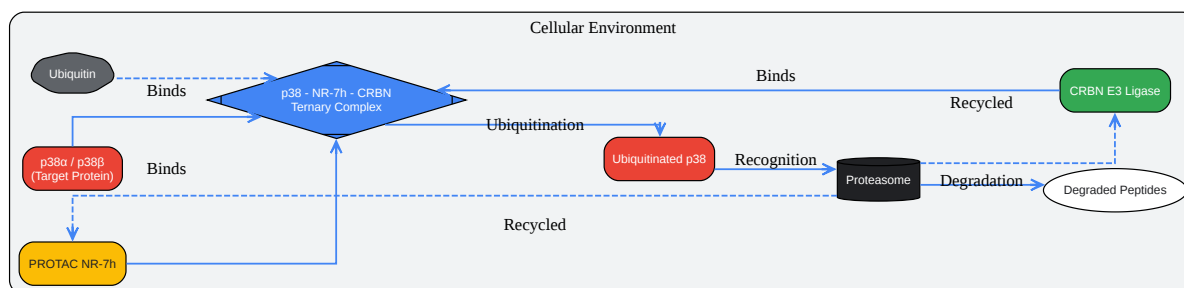 Cellular Environment
Ubiquitin
Binds
p38 - NR-7h - CRBN
Ternary Complex
Binds
CRBN E3 Ligase
Recycled
Ubiquitination
p38α / p38β
(Target Protein)
Binds
Ubiquitinated p38
Recognition
Proteasome
Degradation
Degraded Peptides
Recycled
PROTAC NR-7h